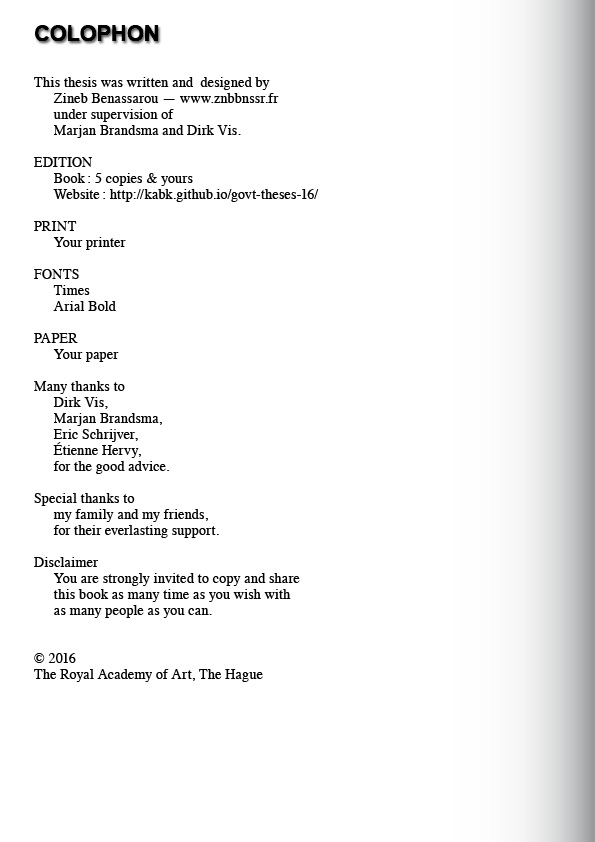 COLOPHON
This thesis was written and  designed by
Zineb Benassarou — www.znbbnssr.fr
under supervision of
Marjan Brandsma and Dirk Vis.
EDITION
Book : 5 copies & yours
Website : http://kabk.github.io/govt-theses-16/
PRINT
Your printer
FONTS
Times
Arial Bold
PAPER
Your paper
Many thanks to
Dirk Vis,
Marjan Brandsma,
Eric Schrijver,
Étienne Hervy,
for the good advice.
Special thanks to
my family and my friends,
for their everlasting support.
Disclaimer
You are strongly invited to copy and share
this book as many time as you wish with
as many people as you can.
© 2016
The Royal Academy of Art, The Hague